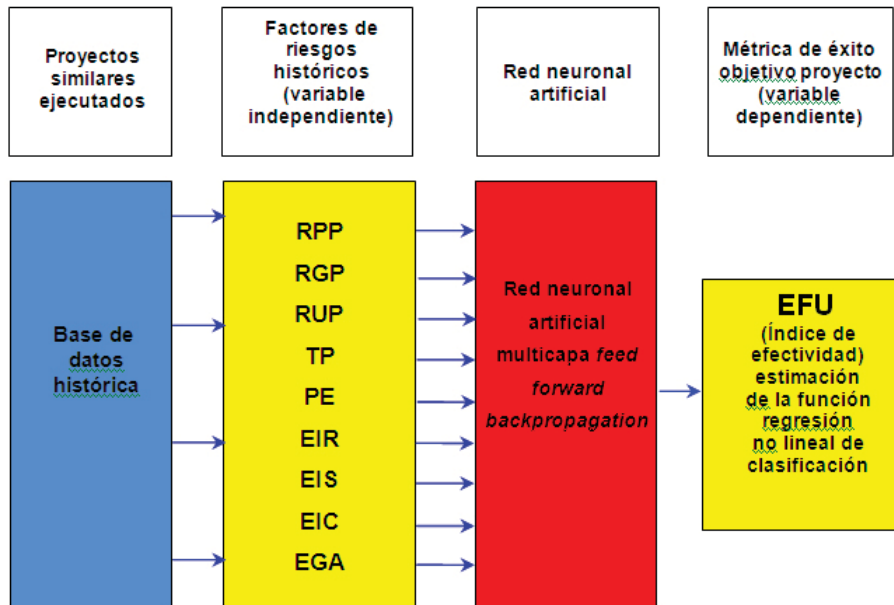 Proyectos
similares
ejecutados
Factores de
riesgos
históricos
(variable
independiente)
Red neuronal
artificial
Métrica de éxito
objetivo proyecto
(variable
dependiente)
Base de
datos
histórica
RPP
RGP
RUP
TP
PE
EIR
EIS
EIC
EGA
Red neuronal
artificial
multicapa feed
forward
backpropagation
EFU
(Índice de
efectividad)
estimación
de la función
regresión
no lineal de
clasificación